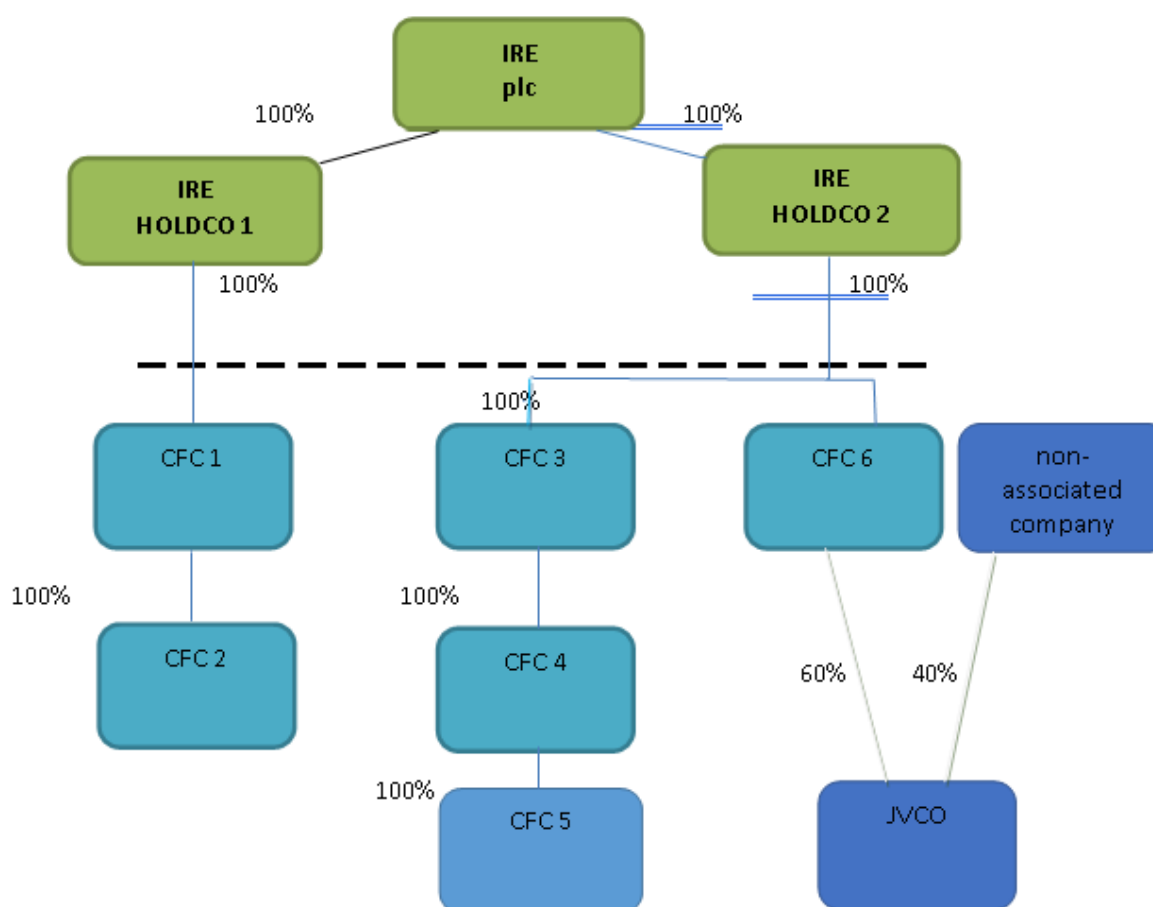 IRE
plc
100%
100%
IRE
HOLDCO 1
IRE
HOLDCO 2
100%
100%
100%
CFC 1
CFC 3
CFC 6
non-
associated
company
100%
100%
CFC 2
CFC 4
60%
40%
100%
CFC 5
JVCO